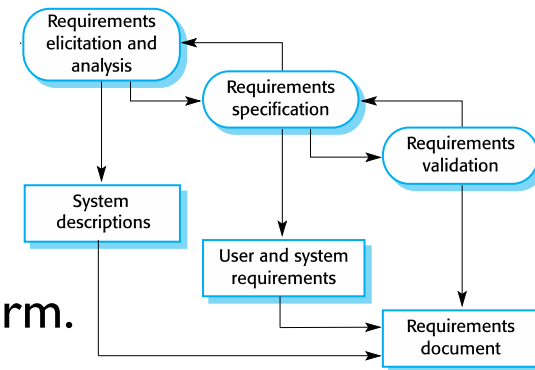 Requirements
elicitation and
analysis
Requirements
specification
Requirements
validation
System
descriptions
User and system
requirements
rm.
Requirements
document